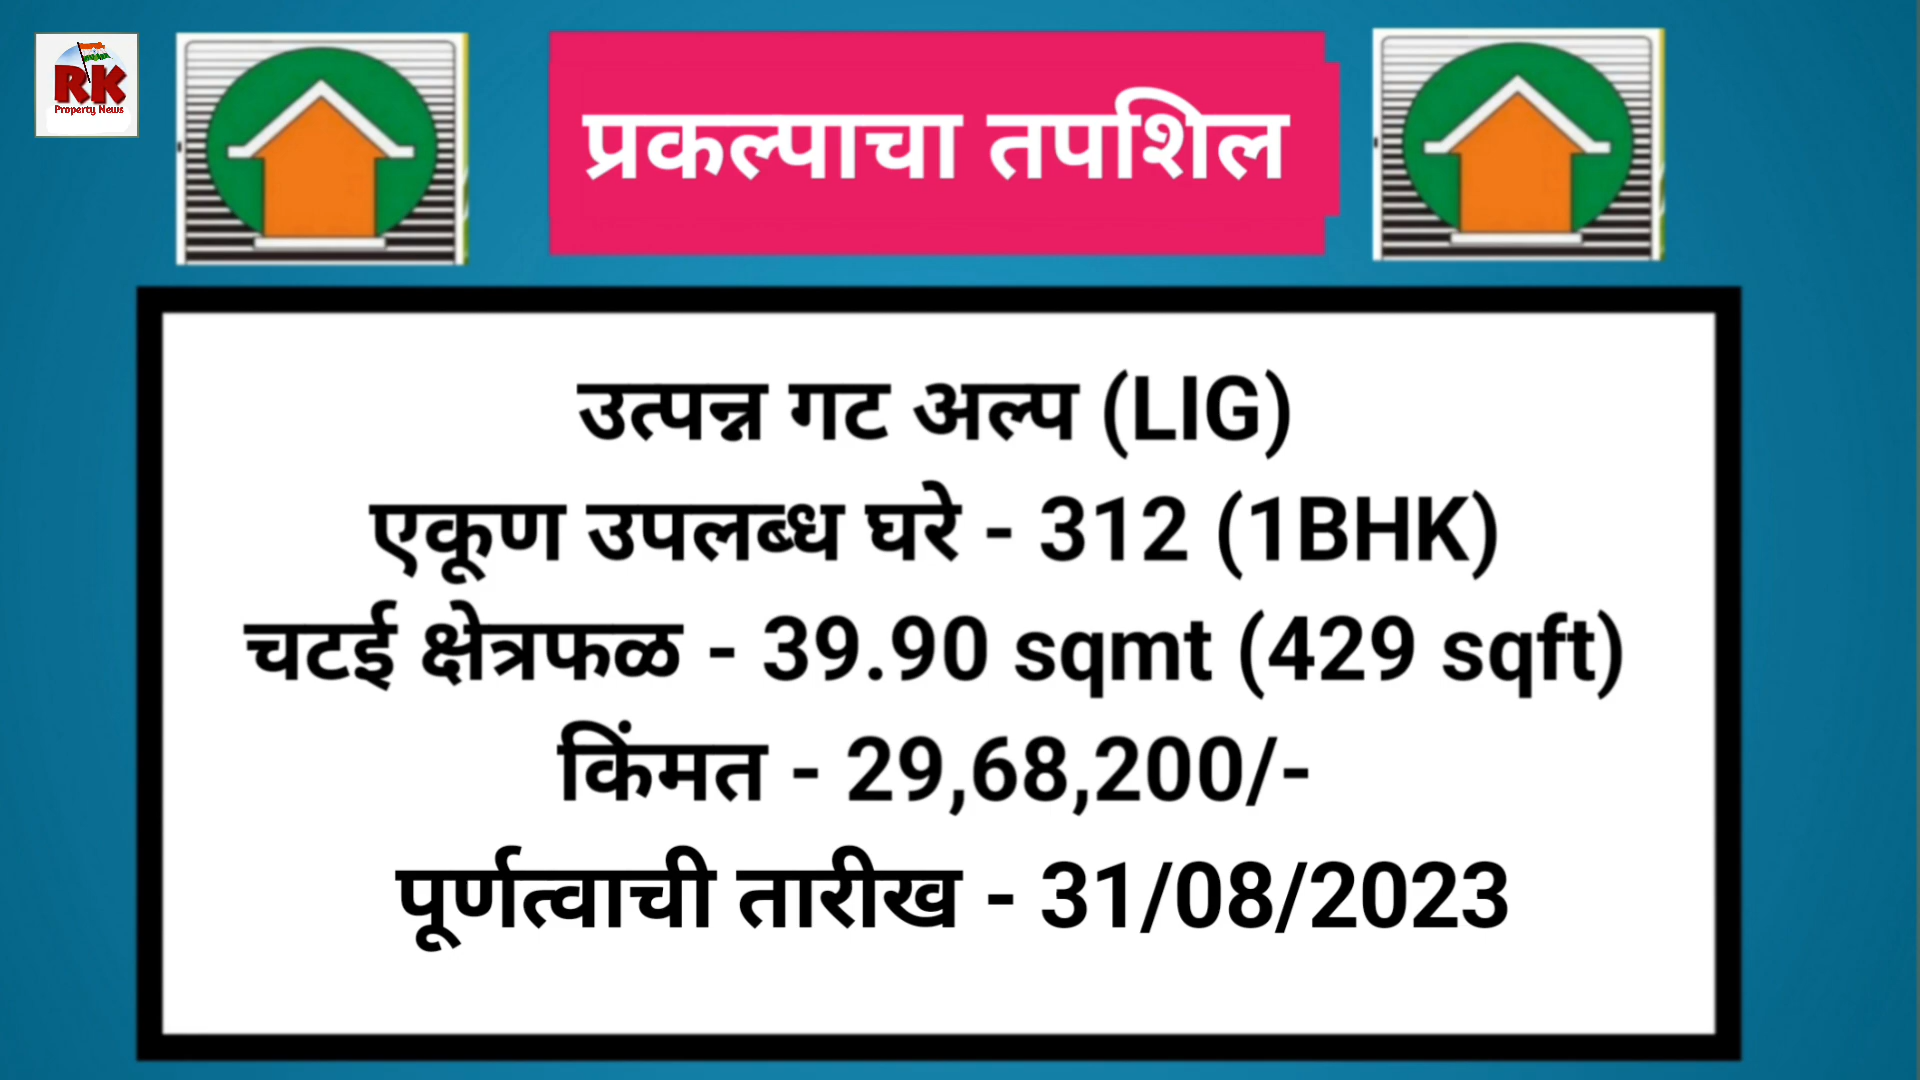 RK
Property News
प्रकल्पाचा तपशिल
उत्पन्न गट अल्प (LIG)
एकूण उपलब्ध घरे - 312 (1BHK)
चटई क्षेत्रफळ - 39.90 sqmt (429 sqft)
किंमत - 29,68,200/-
पूर्णत्वाची तारीख - 31/08/2023